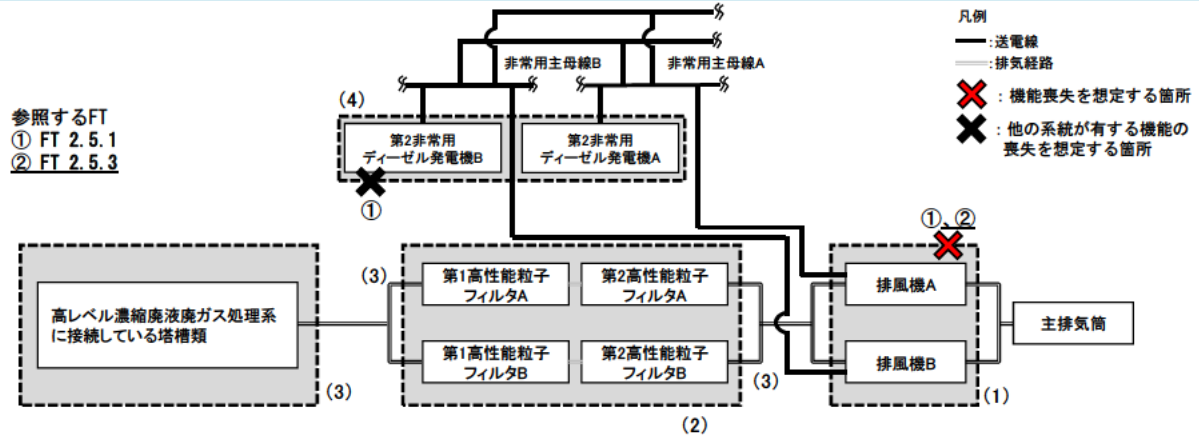 凡例
:送電線
:排気経路
:機能喪失を想定する箇所
:他の系統が有する機能の
喪失を想定する箇所
非常用主母線B
非常用主母線A
参照するFT
① FT 2.5.1
② FT 2.5.3
(4)
第2非常用
ディーゼル発電機B
第2非常用
ディーゼル発電機A
①
①、②
高レベル濃縮廃液廃ガス処理系
に接続している塔槽類
(3)
(3)
第1高性能粒子
フィルタA
第2高性能粒子
フィルタA
第1高性能粒子
フィルタB
第2高性能粒子
フィルタB
(3)
(2)
排風機A
排風機B
(1)
主排気筒